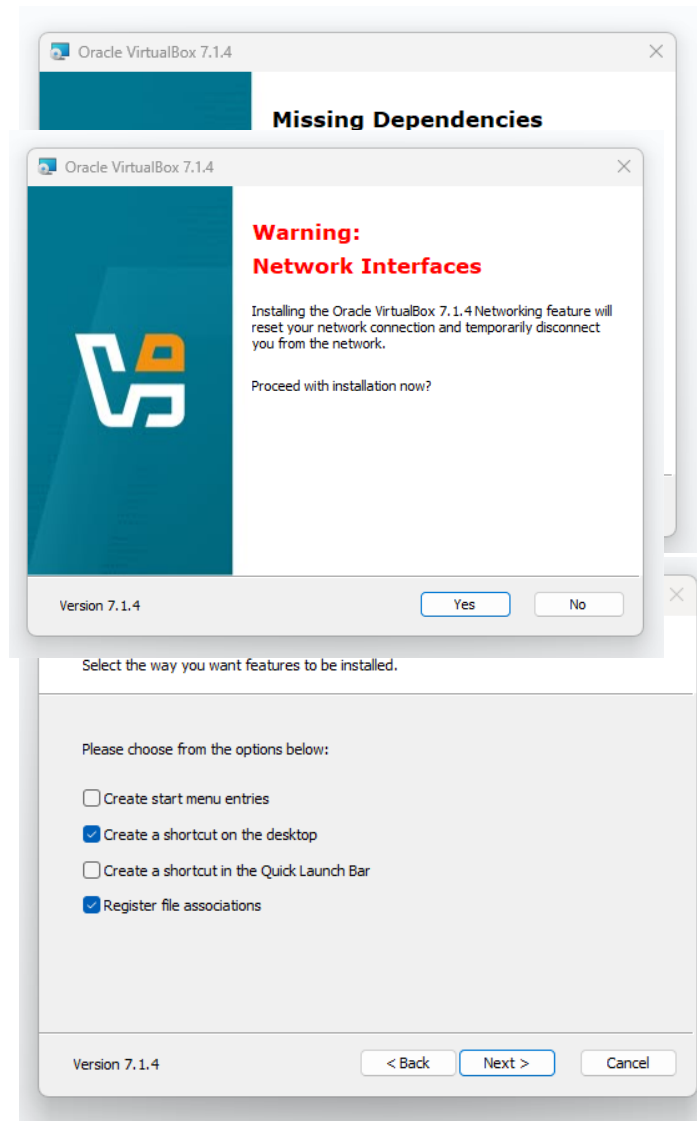 Oracle VirtualBox 7.1.4
Missing Dependencies
Oracle VirtualBox 7.1.4
Warning:
Network Interfaces
Installing the Oracle VirtualBox 7.1.4 Networking feature will
reset your network connection and temporarily disconnect
you from the network.
Proceed with installation now?
Version 7.1.4
Yes
No
Select the way you want features to be installed.
Please choose from the options below:
Create start menu entries
Create a shortcut on the desktop
Create a shortcut in the Quick Launch Bar
Register file associations
Version 7.1.4
< Back
Next >
Cancel